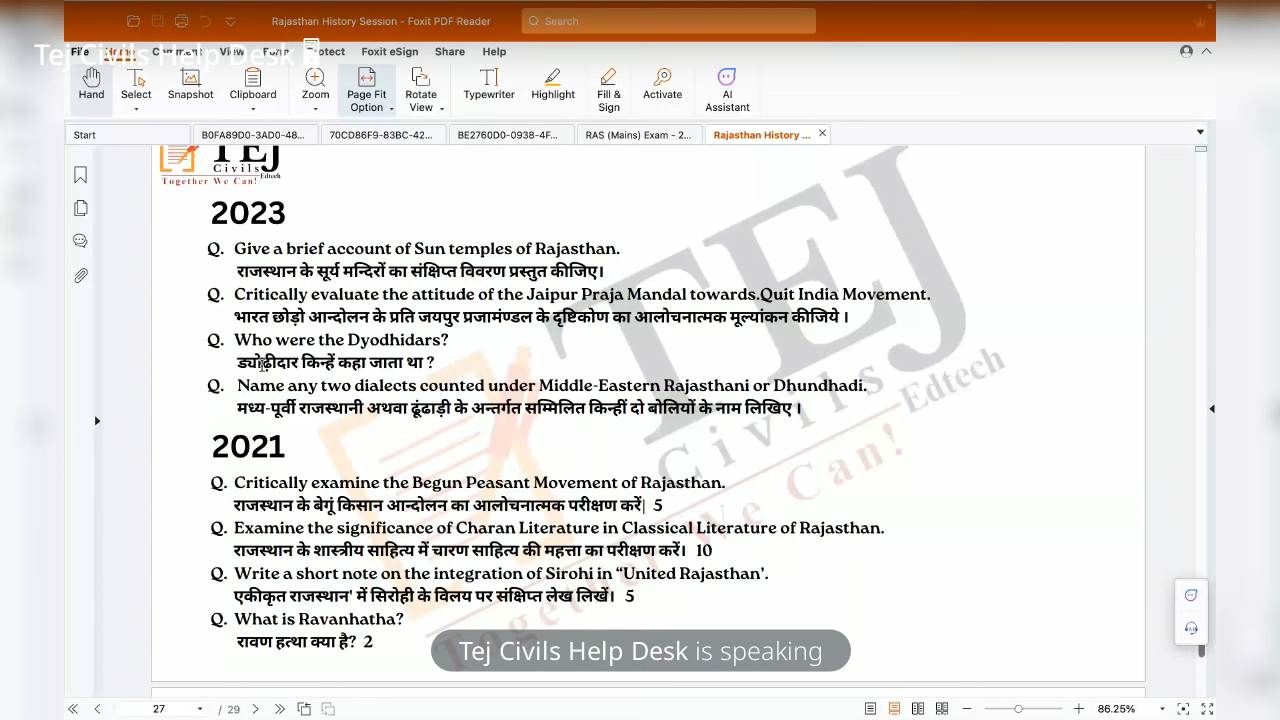 Rajasthan History Session - Foxit PDF Reader
Search
Tej Civils Help Desk
File Home Comment View Form Protect Foxit eSign Share Help
Hand Select Snapshot Clipboard Zoom Page Fit Option Rotate View Typewriter Highlight Fill & Sign Activate AI Assistant
Start B0FA89D0-3AD0-48... 70CD86F9-83BC-42... BE2760D0-0938-4F... RAS (Mains) Exam - 2... Rajasthan History ...
TEJ
Civils
Edtech
Together We Can!
2023
Q. Give a brief account of Sun temples of Rajasthan.
राजस्थान के सूर्य मन्दिरों का संक्षिप्त विवरण प्रस्तुत कीजिए।
Q. Critically evaluate the attitude of the Jaipur Praja Mandal towards.Quit India Movement.
भारत छोड़ो आन्दोलन के प्रति जयपुर प्रजामंण्डल के दृष्टिकोण का आलोचनात्मक मूल्यांकन कीजिये ।
Q. Who were the Dyodhidars?
ड्योढ़ीदार किन्हें कहा जाता था ?
Q. Name any two dialects counted under Middle-Eastern Rajasthani or Dhundhadi.
मध्य-पूर्वी राजस्थानी अथवा ढूंढाड़ी के अन्तर्गत सम्मिलित किन्हीं दो बोलियों के नाम लिखिए ।
2021
Q. Critically examine the Begun Peasant Movement of Rajasthan.
राजस्थान के बेगूं किसान आन्दोलन का आलोचनात्मक परीक्षण करें| 5
Q. Examine the significance of Charan Literature in Classical Literature of Rajasthan.
राजस्थान के शास्त्रीय साहित्य में चारण साहित्य की महत्ता का परीक्षण करें। 10
Q. Write a short note on the integration of Sirohi in “United Rajasthan’.
एकीकृत राजस्थान' में सिरोही के विलय पर संक्षिप्त लेख लिखें। 5
Q. What is Ravanhatha?
रावण हत्था क्या है? 2
TEJ
Civils Edtech
Together We Can!
Tej Civils Help Desk is speaking
27 / 29
86.25%